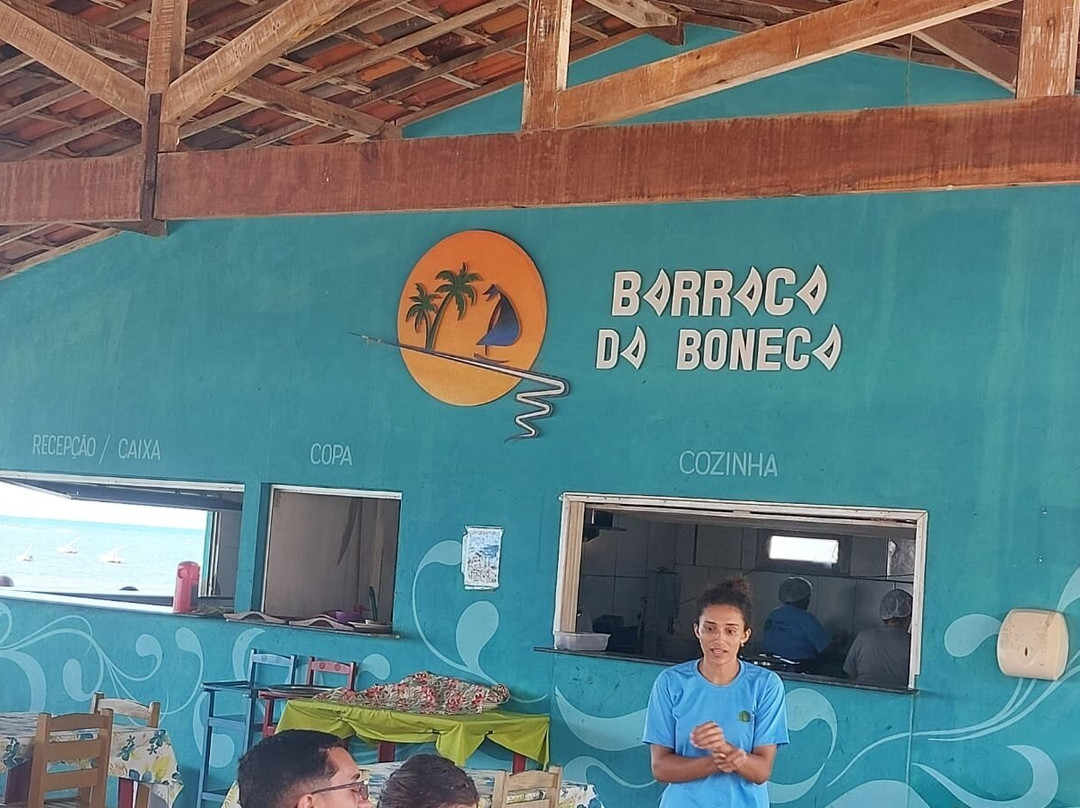 BARRACA
DA BONECA
RECEPÇÃO / CAIXA
COPA
COZINHA